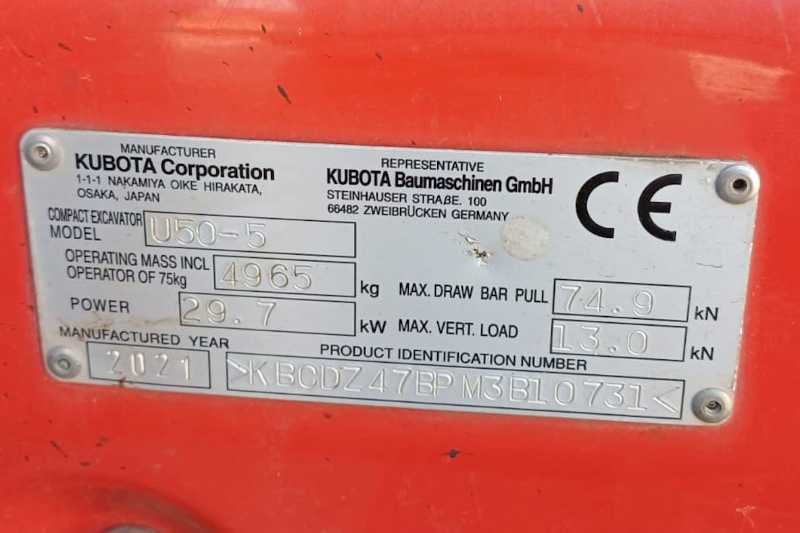 MANUFACTURER
KUBOTA Corporation
1-1-1 NAKAMIYA OIKE HIRAKATA,
OSAKA, JAPAN
REPRESENTATIVE
KUBOTA Baumaschinen GmbH
STEINHAUSER STRAßE. 100
66482 ZWEIBRÜCKEN GERMANY
CE
COMPACT EXCAVATOR
MODEL U50-5
OPERATING MASS INCL
OPERATOR OF 75kg 4965 kg
MAX. DRAW BAR PULL 74.9 kN
POWER 29.7 kW
MAX. VERT. LOAD 13.0 kN
MANUFACTURED YEAR
2021
PRODUCT IDENTIFICATION NUMBER
>KBCDZ47BPM3B10731<